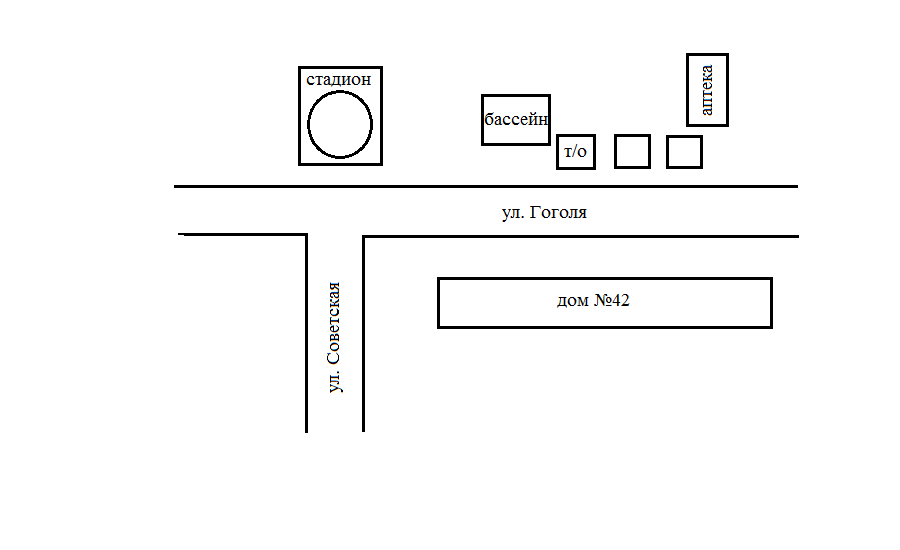 стадион
аптека
бассейн
т/о
ул. Гоголя
ул. Советская
дом №42